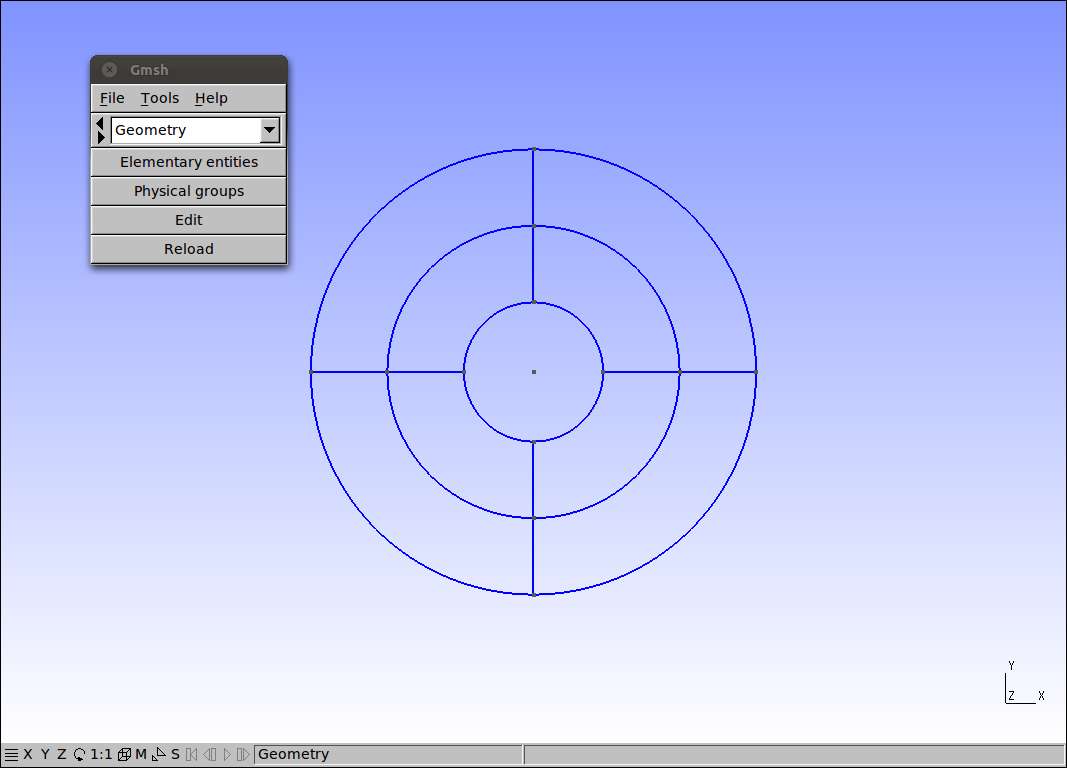 Gmsh
File Tools Help
Geometry
Elementary entities
Physical groups
Edit
Reload
Y
Z X
X Y Z 1:1 M S Geometry